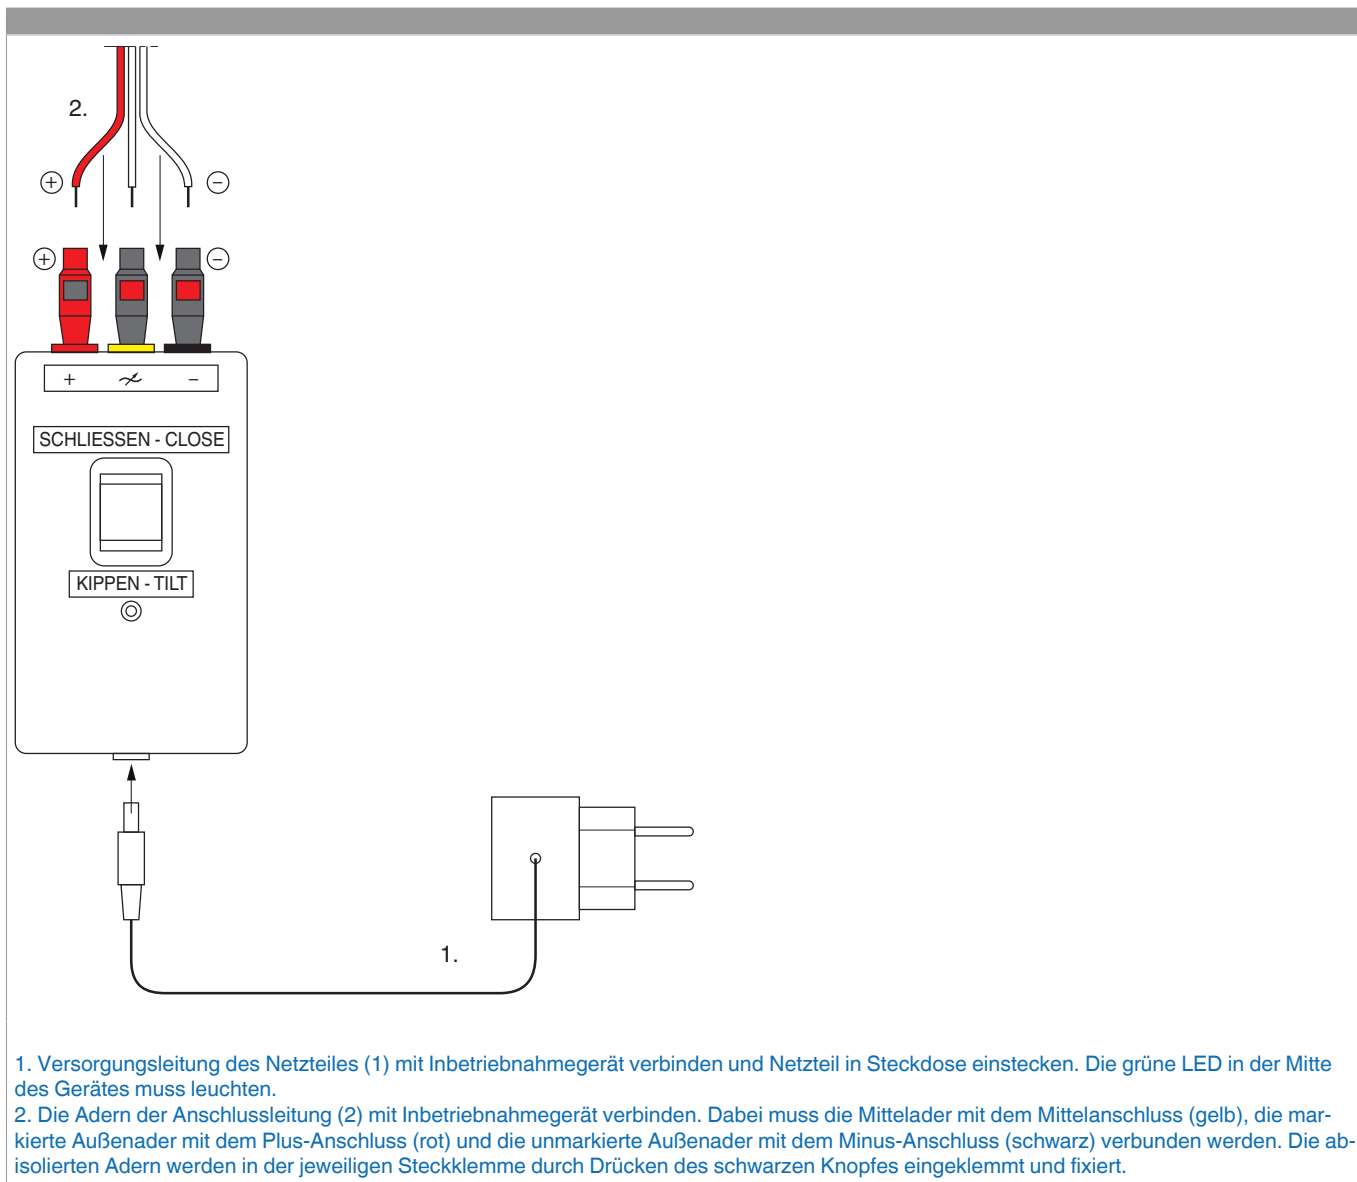 2.
+ −
+ −
+ −
SCHLIESSEN - CLOSE
KIPPEN - TILT
1.
1. Versorgungsleitung des Netzteiles (1) mit Inbetriebnahmegerät verbinden und Netzteil in Steckdose einstecken. Die grüne LED in der Mitte
des Gerätes muss leuchten.
2. Die Adern der Anschlussleitung (2) mit Inbetriebnahmegerät verbinden. Dabei muss die Mittelader mit dem Mittelanschluss (gelb), die mar-
kierte Außenader mit dem Plus-Anschluss (rot) und die unmarkierte Außenader mit dem Minus-Anschluss (schwarz) verbunden werden. Die ab-
isolierten Adern werden in der jeweiligen Steckklemme durch Drücken des schwarzen Knopfes eingeklemmt und fixiert.